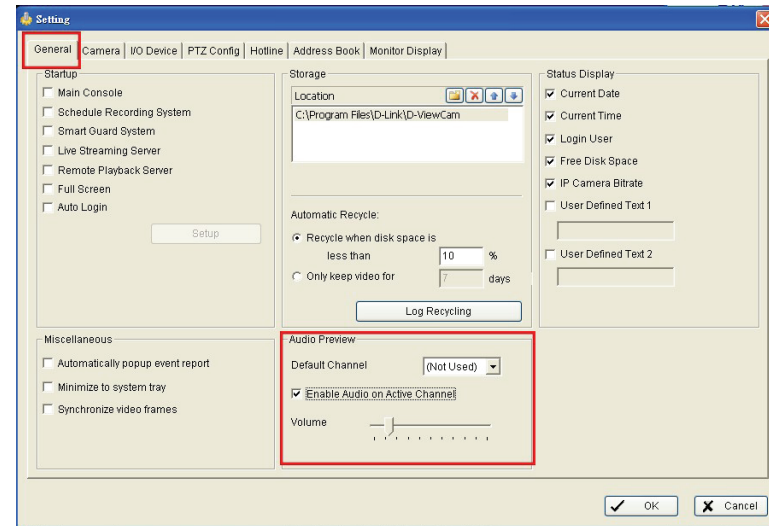 Setting
General
Camera
I/O Device
PTZ Config
Hotline
Address Book
Monitor Display
Startup
Main Console
Schedule Recording System
Smart Guard System
Live Streaming Server
Remote Playback Server
Full Screen
Auto Login
Setup
Storage
Location
C:\Program Files\D-Link\D-ViewCam
Automatic Recycle:
Recycle when disk space is
less than 10 %
Only keep video for 7 days
Log Recycling
Status Display
Current Date
Current Time
Login User
Free Disk Space
IP Camera Bitrate
User Defined Text 1
User Defined Text 2
Miscellaneous
Automatically popup event report
Minimize to system tray
Synchronize video frames
Audio Preview
Default Channel (Not Used)
Enable Audio on Active Channel
Volume
OK
Cancel